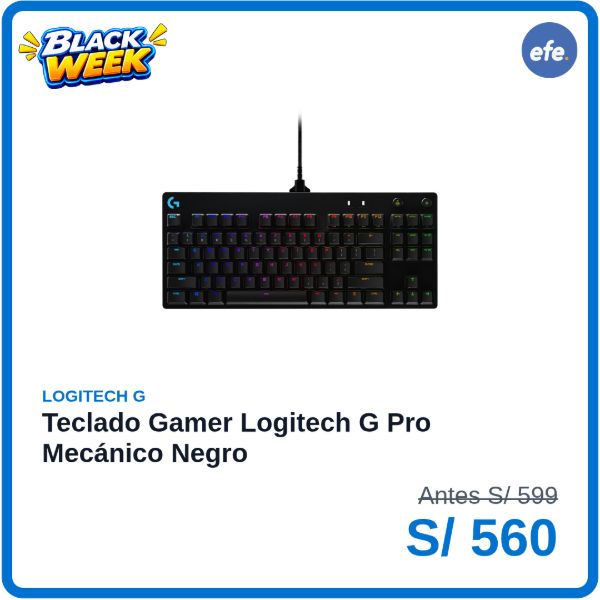 BLACK
WEEK
efe.
LOGITECH G
Teclado Gamer Logitech G Pro
Mecánico Negro
Antes S/ 599
S/ 560